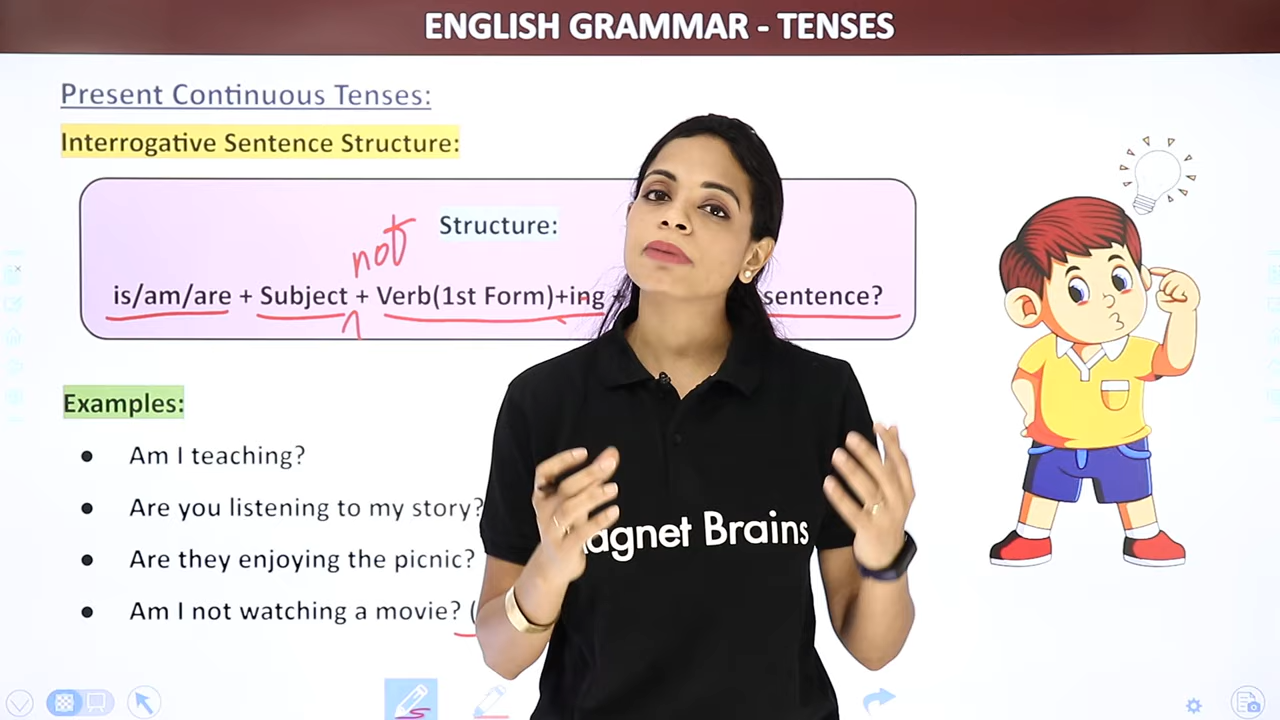 ENGLISH GRAMMAR - TENSES
Present Continuous Tenses:
Interrogative Sentence Structure:
Structure:
not
is/am/are + Subject + Verb(1st Form)+ing sentence?
Examples:
● Am I teaching?
● Are you listening to my story?
● Are they enjoying the picnic?
● Am I not watching a movie? (
Brains